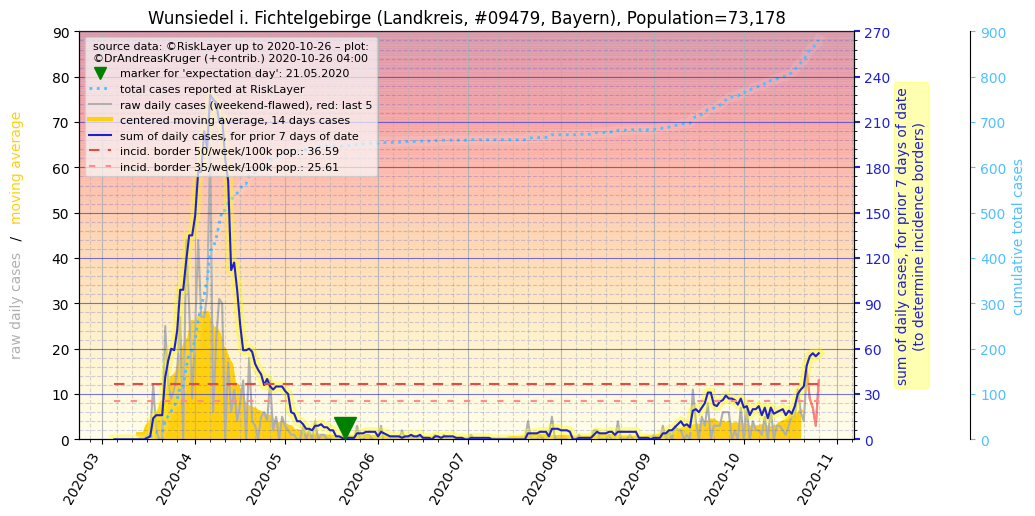 Wunsiedel i. Fichtelgebirge (Landkreis, #09479, Bayern), Population=73,178
source data: ©RiskLayer up to 2020-10-26 – plot:
©DrAndreasKruger (+contrib.) 2020-10-26 04:00
marker for 'expectation day': 21.05.2020
total cases reported at RiskLayer
raw daily cases (weekend-flawed), red: last 5
centered moving average, 14 days cases
sum of daily cases, for prior 7 days of date
incid. border 50/week/100k pop.: 36.59
incid. border 35/week/100k pop.: 25.61
raw daily cases / moving average
90
80
70
60
50
40
30
20
10
0
2020-03
2020-04
2020-05
2020-06
2020-07
2020-08
2020-09
2020-10
2020-11
270
240
210
180
150
120
90
60
30
0
sum of daily cases, for prior 7 days of date
(to determine incidence borders)
900
800
700
600
500
400
300
200
100
0
cumulative total cases